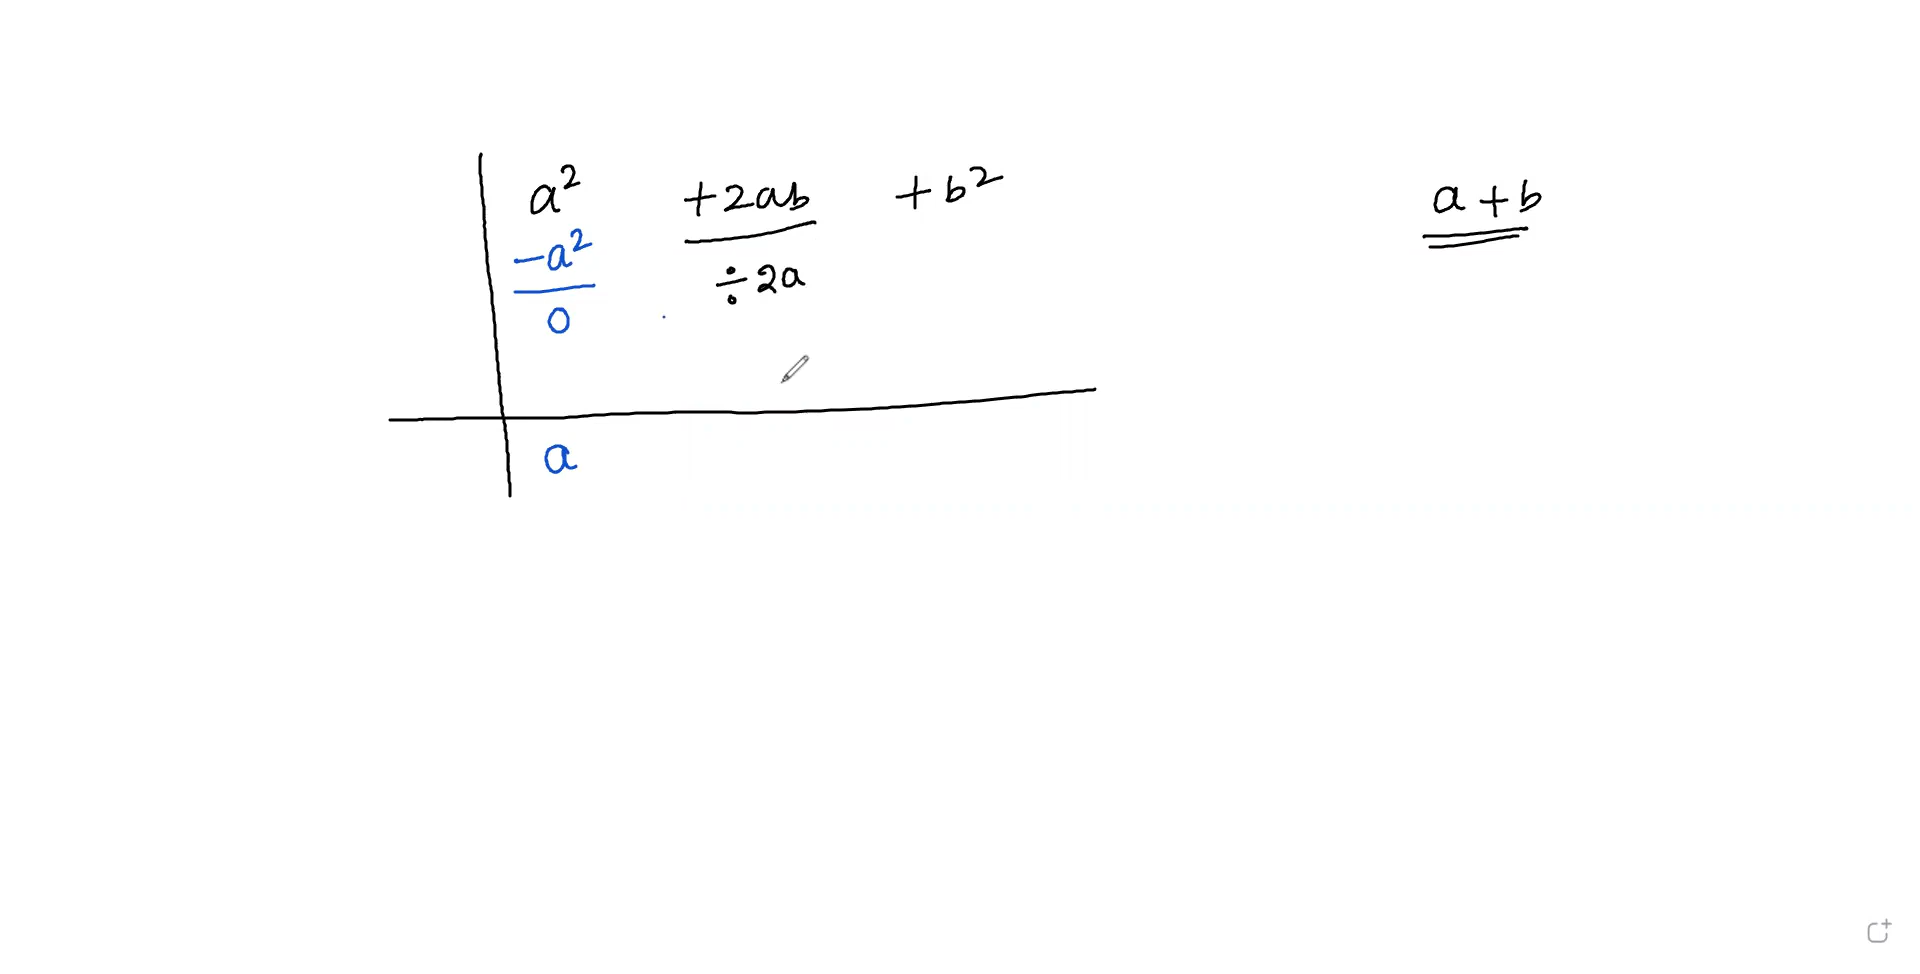 a² +2ab +b² a + b
-a² ÷ 2a
0
a